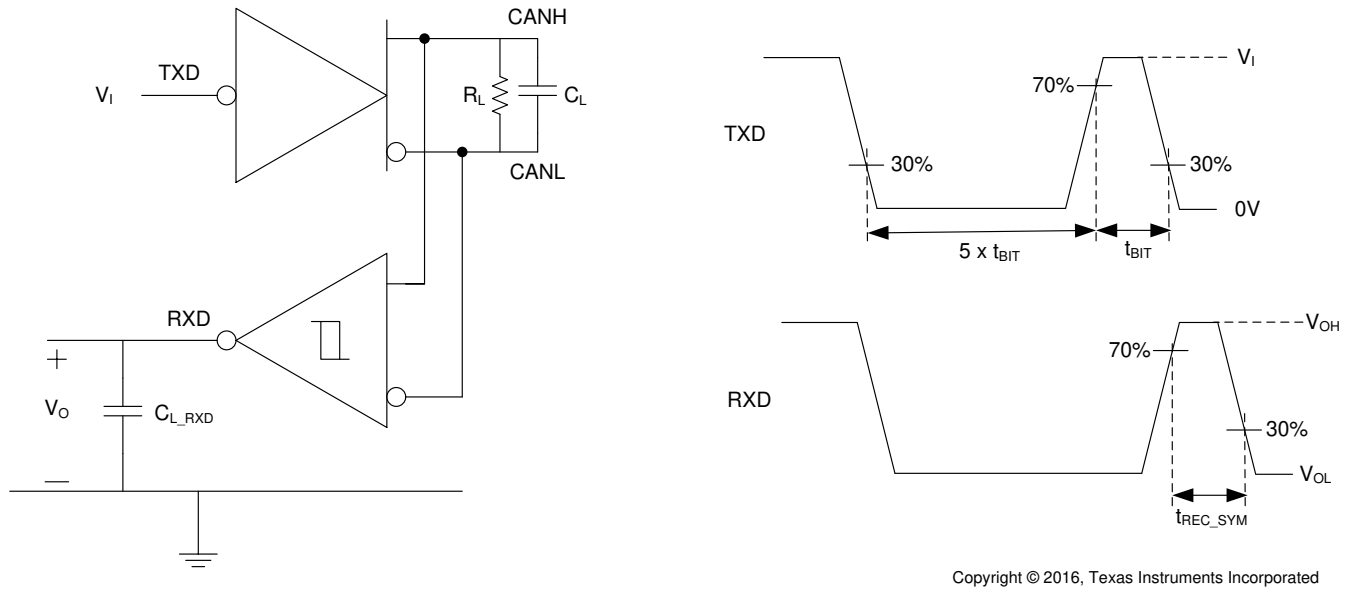 CANH
TXD
V_I
R_L
C_L
CANL
RXD
+
V_O
C_L_RXD
—
V_I
70%
TXD
30%
30%
0V
5 x t_BIT
t_BIT
V_OH
70%
RXD
30%
V_OL
t_REC_SYM
Copyright © 2016, Texas Instruments Incorporated